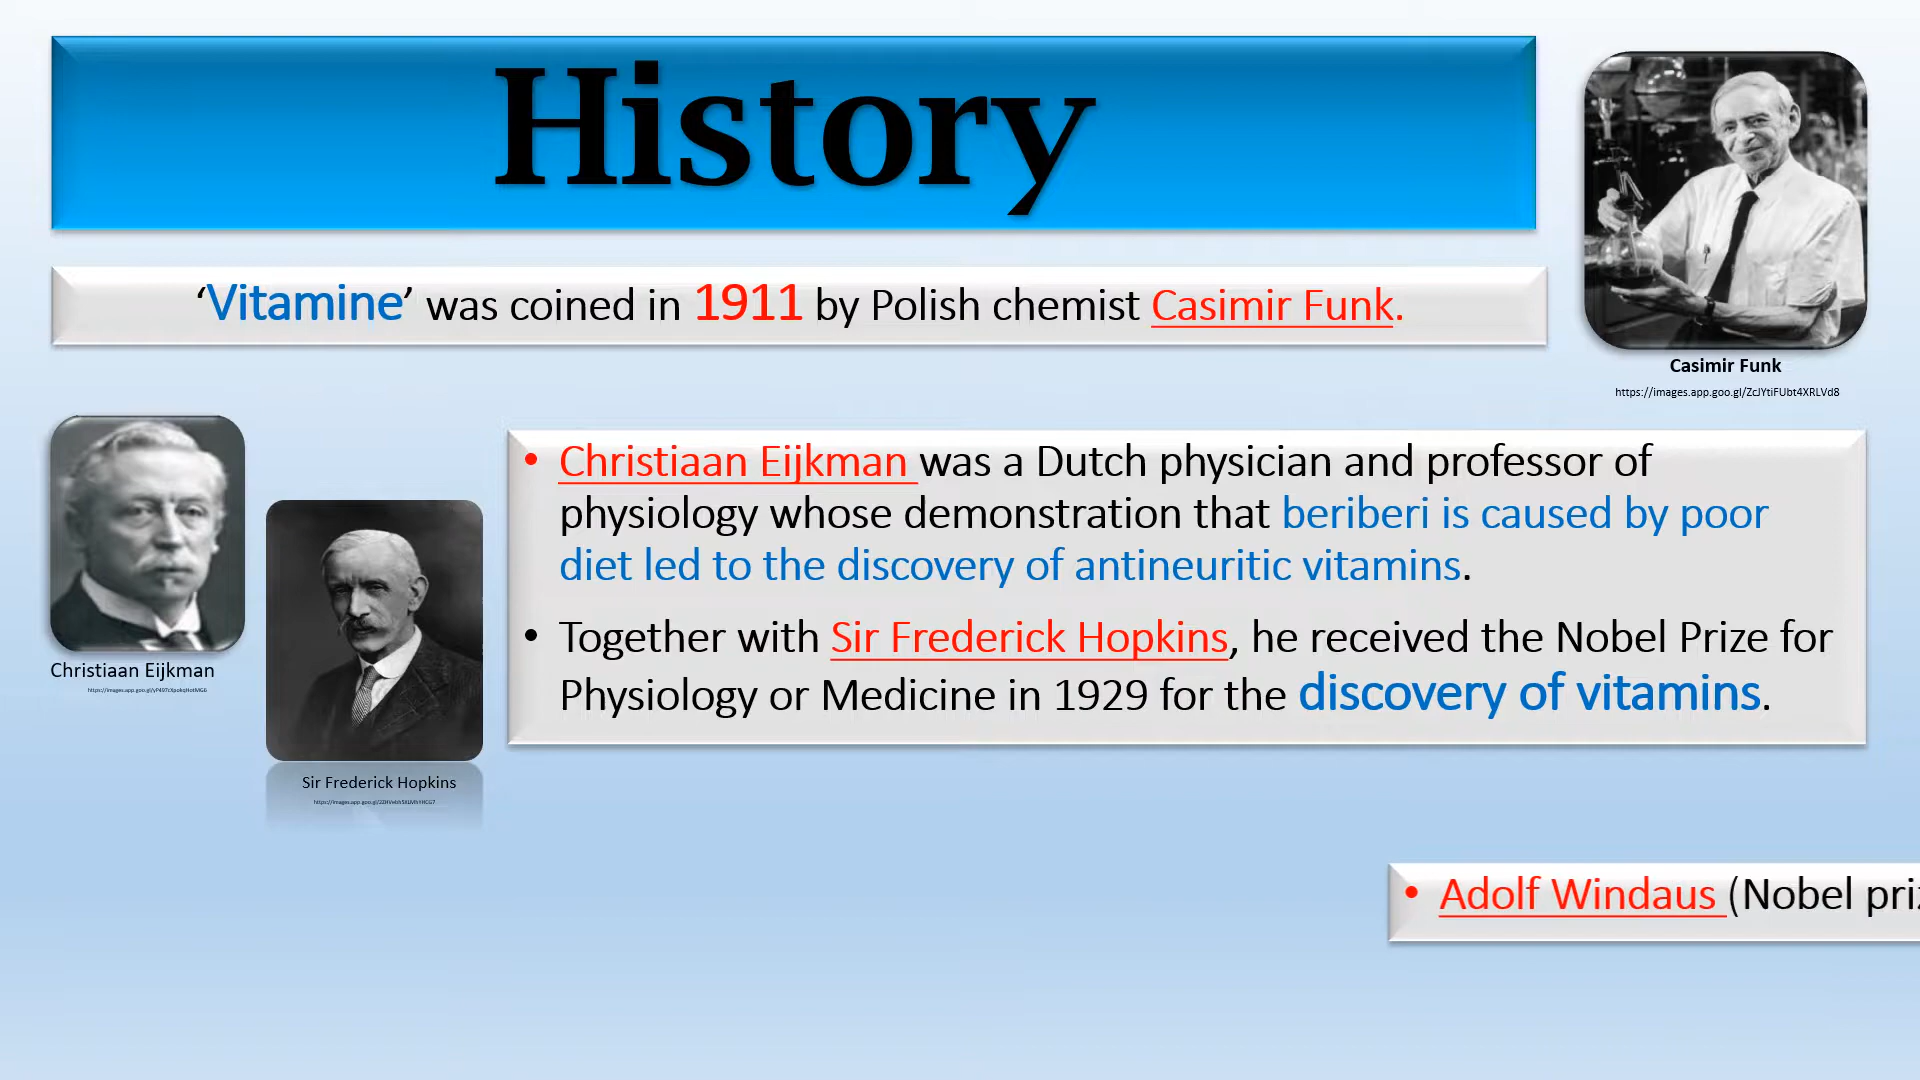 History
‘Vitamine’ was coined in 1911 by Polish chemist Casimir Funk.
Casimir Funk
https://images.app.goo.gl/ZcJYtiFUbt4XRLVd8
• Christiaan Eijkman was a Dutch physician and professor of
physiology whose demonstration that beriberi is caused by poor
diet led to the discovery of antineuritic vitamins.
• Together with Sir Frederick Hopkins, he received the Nobel Prize for
Physiology or Medicine in 1929 for the discovery of vitamins.
Christiaan Eijkman
Sir Frederick Hopkins
• Adolf Windaus (Nobel